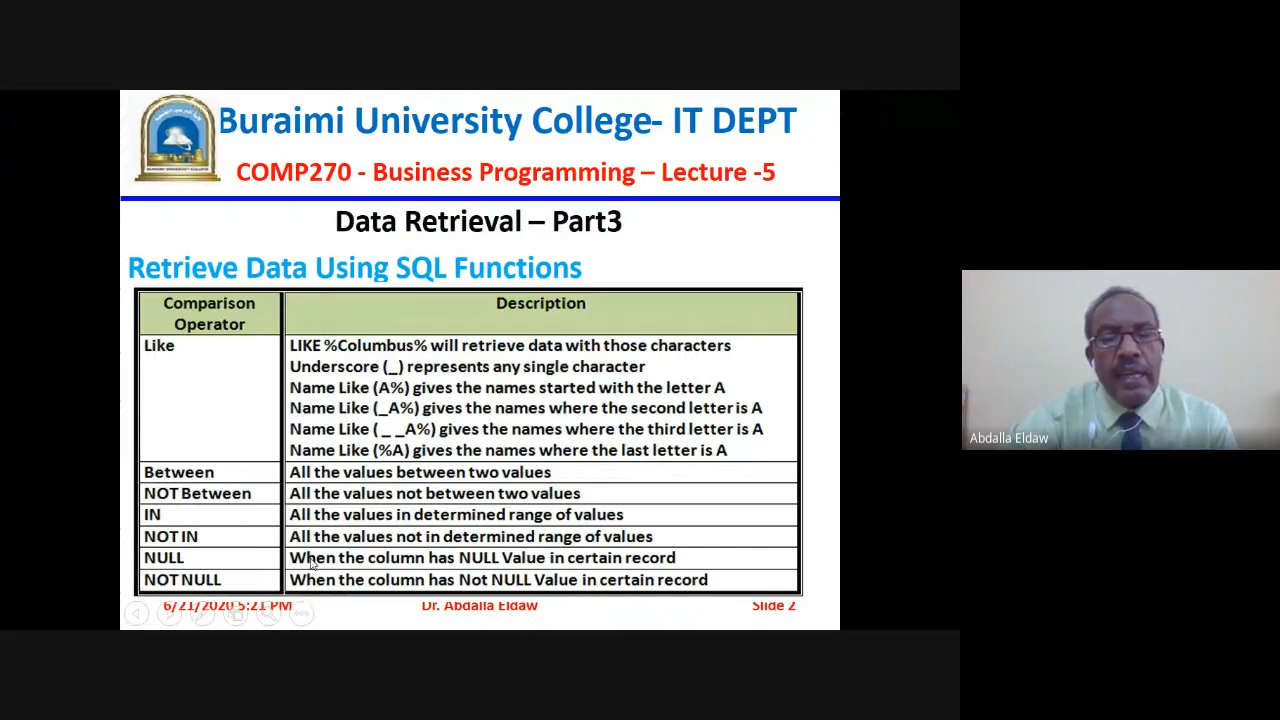 Buraimi University College- IT DEPT
COMP270 - Business Programming – Lecture -5
Data Retrieval – Part3
Retrieve Data Using SQL Functions
Comparison Operator
Description
Like
LIKE %Columbus% will retrieve data with those characters
Underscore (_) represents any single character
Name Like (A%) gives the names started with the letter A
Name Like (_A%) gives the names where the second letter is A
Name Like ( _ _A%) gives the names where the third letter is A
Name Like (%A) gives the names where the last letter is A
Between
All the values between two values
NOT Between
All the values not between two values
IN
All the values in determined range of values
NOT IN
All the values not in determined range of values
NULL
When the column has NULL Value in certain record
NOT NULL
When the column has Not NULL Value in certain record
6/21/2020 5:21 PM
Dr. Abdalla Eldaw
Slide 2
Abdalla Eldaw